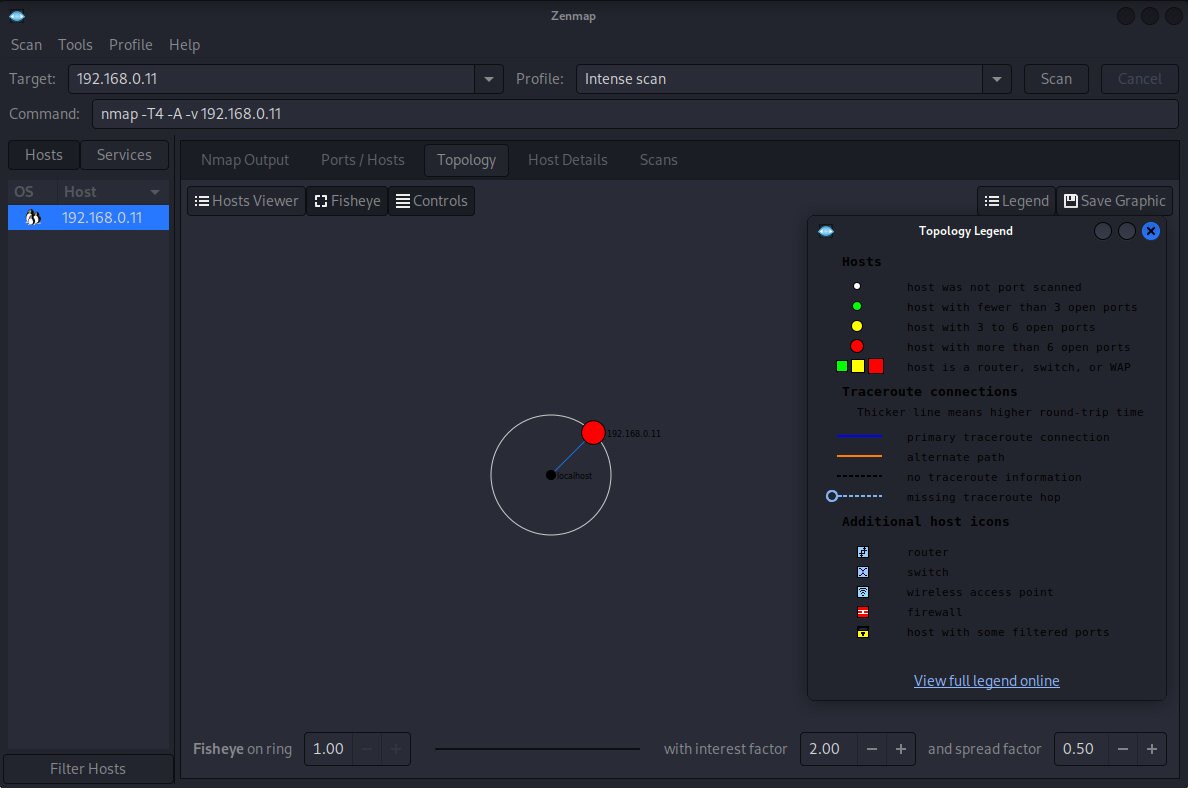 Zenmap
Scan Tools Profile Help
Target: 192.168.0.11 Profile: Intense scan Scan Cancel
Command: nmap -T4 -A -v 192.168.0.11
Hosts Services
Nmap Output Ports / Hosts Topology Host Details Scans
OS Host
192.168.0.11
Hosts Viewer Fisheye Controls Legend Save Graphic
192.168.0.11
localhost
Topology Legend
Hosts
host was not port scanned
host with fewer than 3 open ports
host with 3 to 6 open ports
host with more than 6 open ports
host is a router, switch, or WAP
Traceroute connections
Thicker line means higher round-trip time
primary traceroute connection
alternate path
no traceroute information
missing traceroute hop
Additional host icons
router
switch
wireless access point
firewall
host with some filtered ports
View full legend online
Fisheye on ring 1.00 − + with interest factor 2.00 − + and spread factor 0.50 − +
Filter Hosts